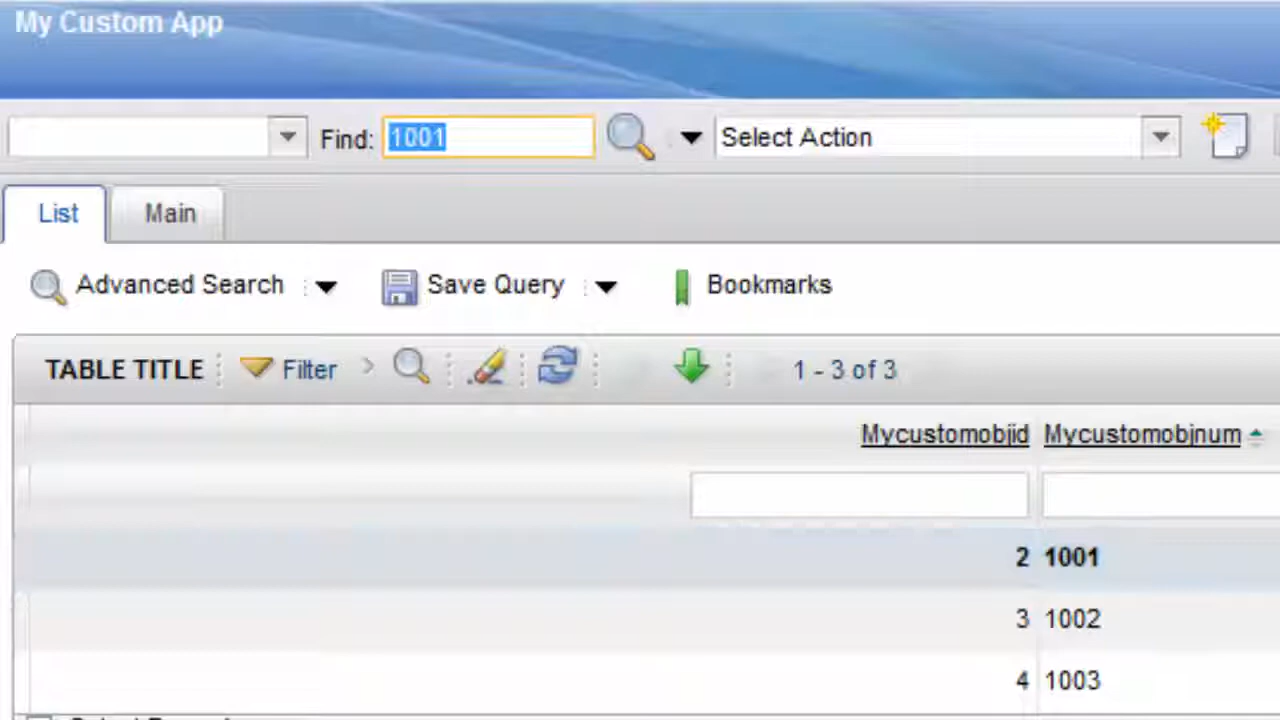 My Custom App
Find: 1001 Select Action
List Main
Advanced Search Save Query Bookmarks
TABLE TITLE Filter 1 - 3 of 3
Mycustomobjid Mycustomobjnum
2 1001
3 1002
4 1003